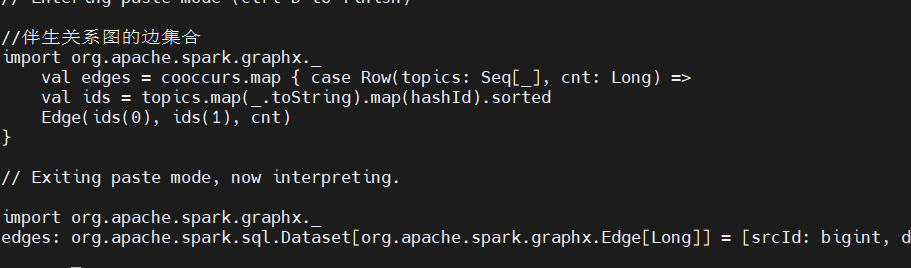 // Entering paste mode (ctrl-D to finish)
//伴生关系图的边集合
import org.apache.spark.graphx._
    val edges = cooccurs.map { case Row(topics: Seq[_], cnt: Long) =>
    val ids = topics.map(_.toString).map(hashId).sorted
    Edge(ids(0), ids(1), cnt)
}
// Exiting paste mode, now interpreting.
import org.apache.spark.graphx._
edges: org.apache.spark.sql.Dataset[org.apache.spark.graphx.Edge[Long]] = [srcId: bigint, d